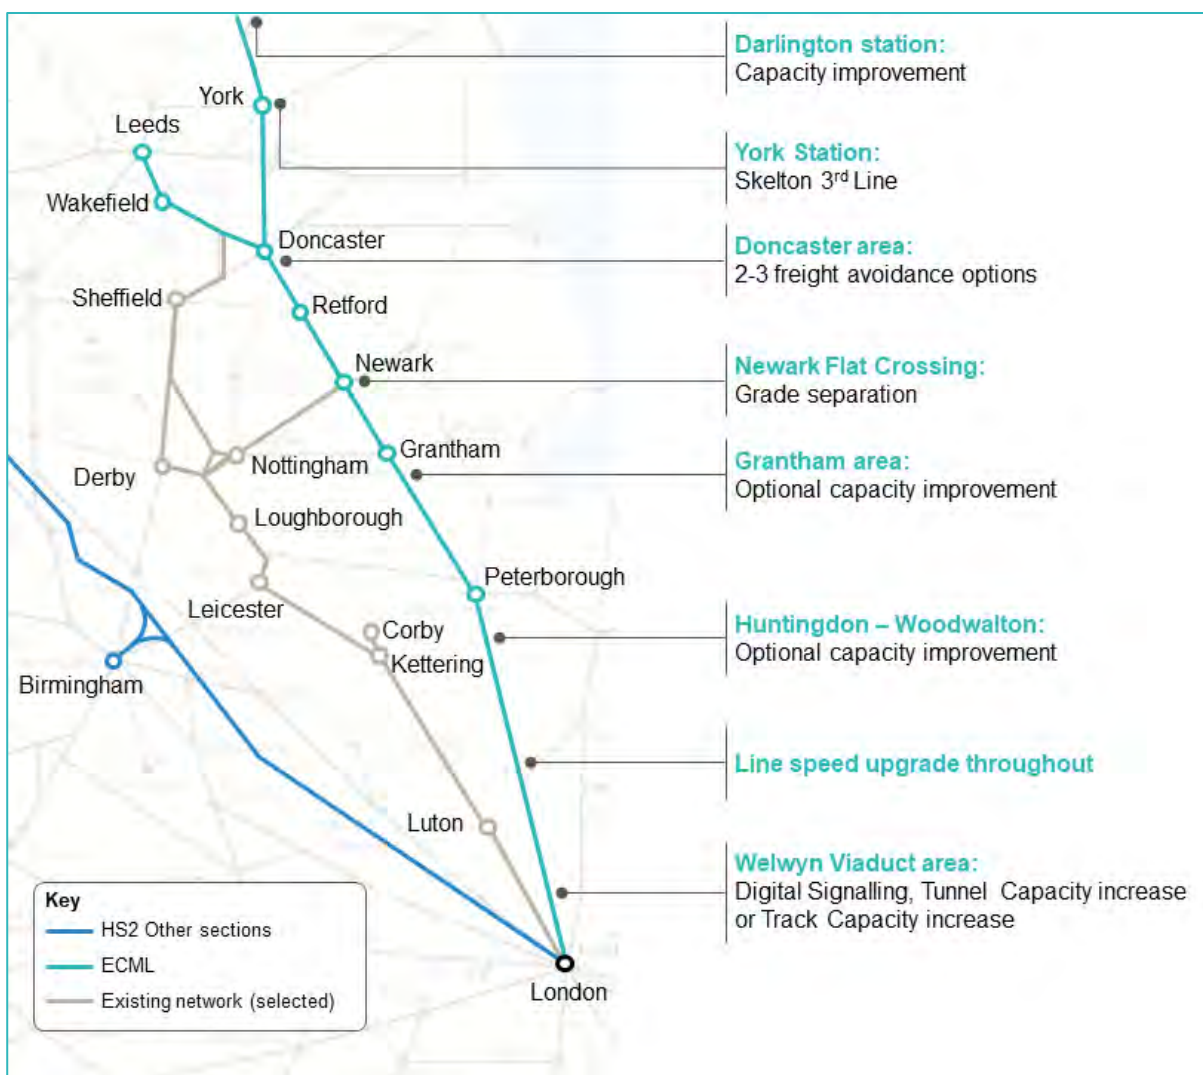 Darlington station:
Capacity improvement
York
Leeds
York Station:
Skelton 3rd Line
Wakefield
Doncaster
Doncaster area:
2-3 freight avoidance options
Sheffield
Retford
Newark
Newark Flat Crossing:
Grade separation
Grantham
Grantham area:
Optional capacity improvement
Derby
Nottingham
Loughborough
Peterborough
Leicester
Huntingdon – Woodwalton:
Optional capacity improvement
Corby
Kettering
Birmingham
Line speed upgrade throughout
Luton
Welwyn Viaduct area:
Digital Signalling, Tunnel Capacity increase
or Track Capacity increase
Key
HS2 Other sections
ECML
Existing network (selected)
London